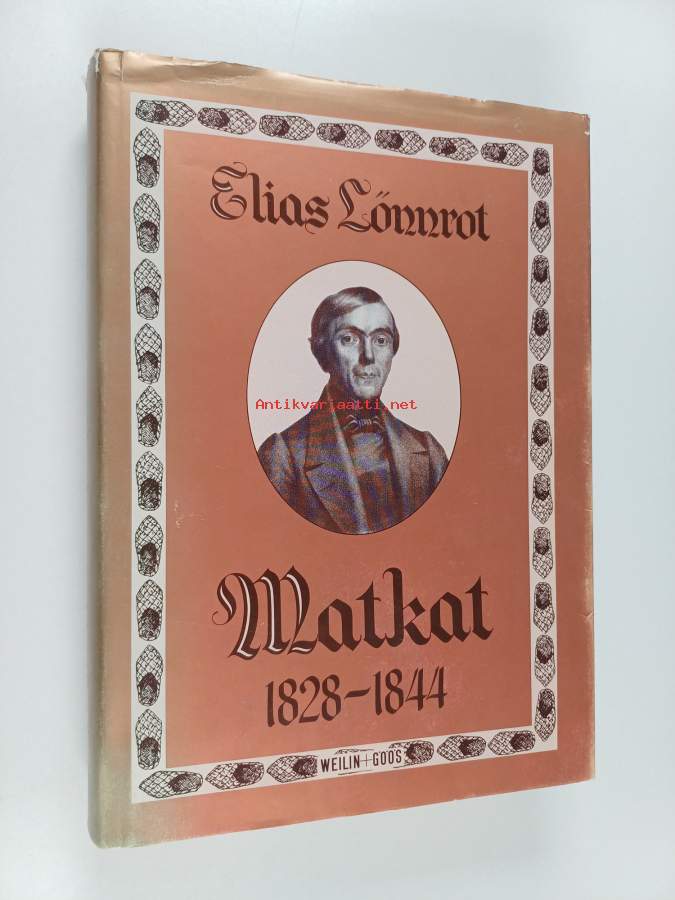 Elias Lönnrot
Antikvariaatti.net
Matkat
1828-1844
WEILIN+GÖÖS